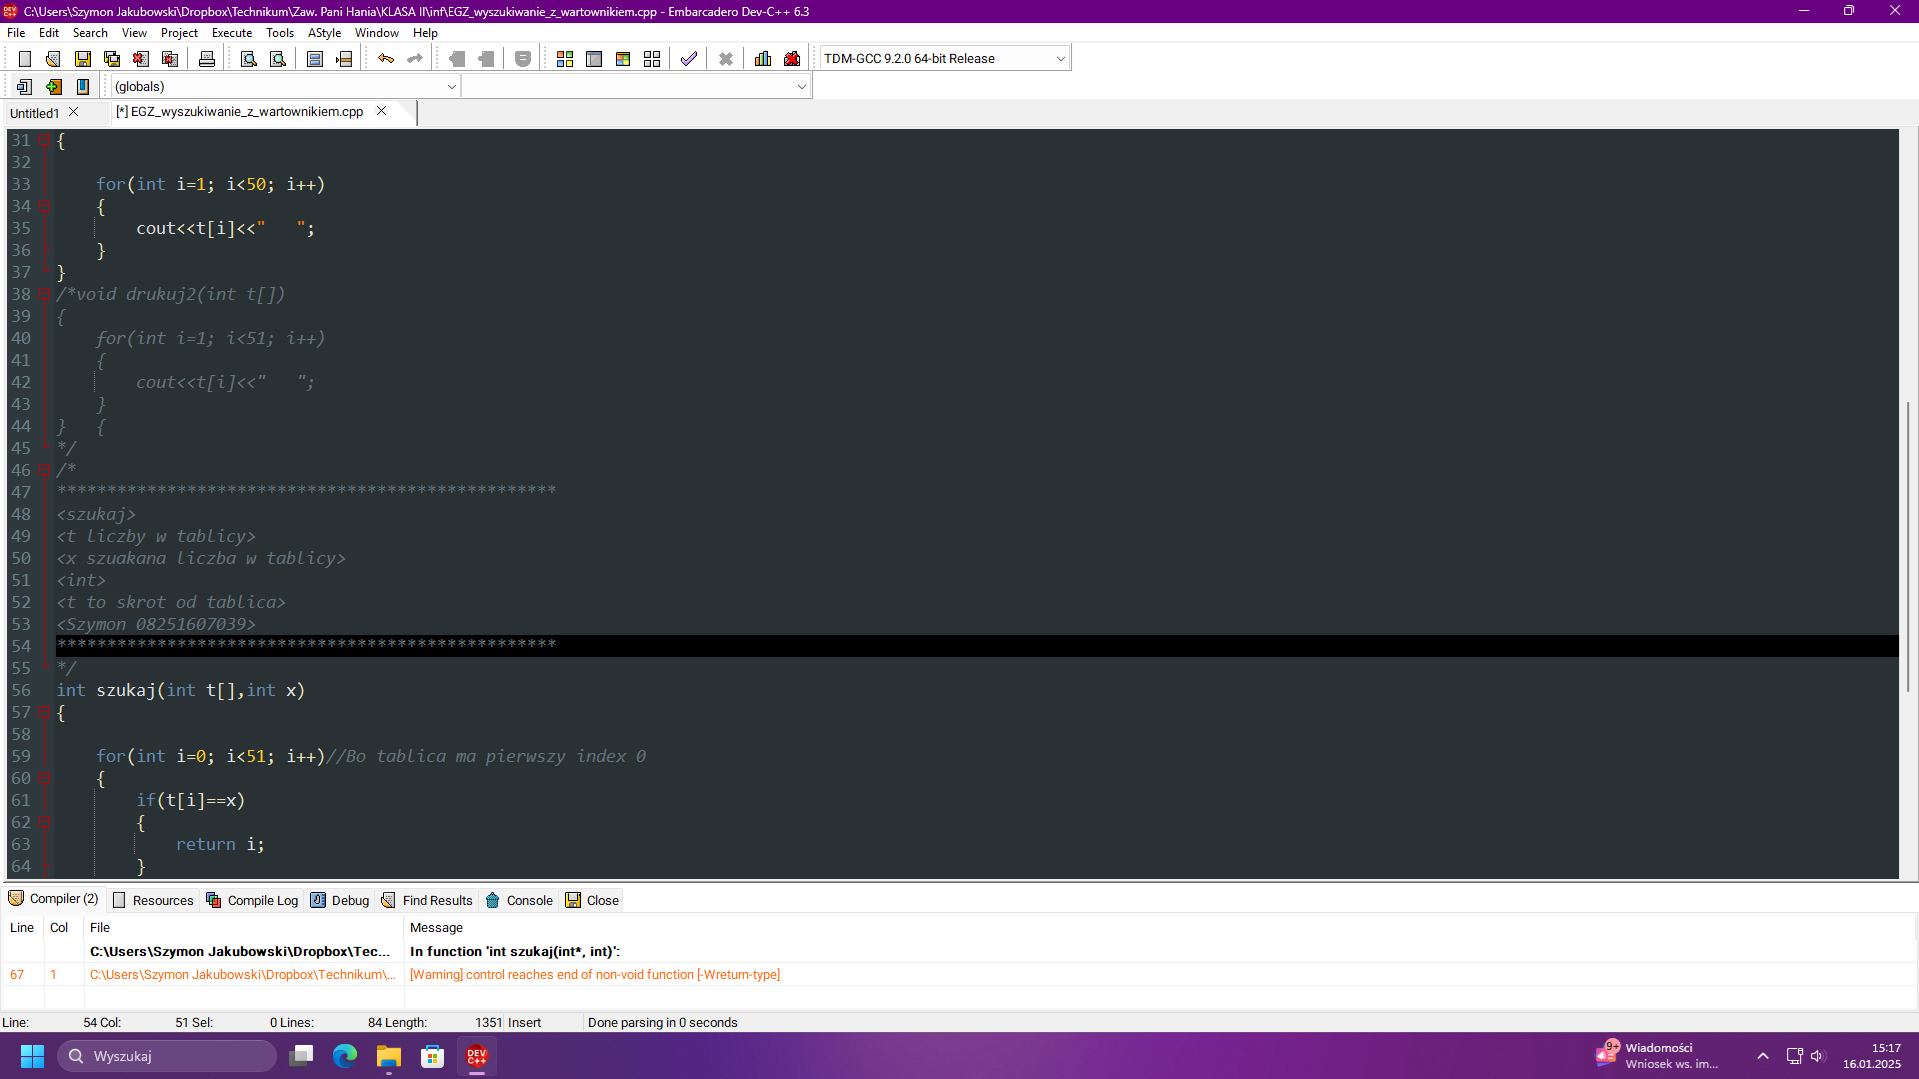 C:\Users\Szymon Jakubowski\Dropbox\Technikum\Zaw. Pani Hania\KLASA II\inf\EGZ_wyszukiwanie_z_wartownikiem.cpp - Embarcadero Dev-C++ 6.3
File Edit Search View Project Execute Tools AStyle Window Help
TDM-GCC 9.2.0 64-bit Release
(globals)
Untitled1 [*] EGZ_wyszukiwanie_z_wartownikiem.cpp
31 {
32
33 for(int i=1; i<50; i++)
34 {
35 cout<<t[i]<<"   ";
36 }
37 }
38 /*void drukuj2(int t[])
39 {
40 for(int i=1; i<51; i++)
41 {
42 cout<<t[i]<<"   ";
43 }
44 }   {
45 */
46 /*
47 **************************************************
48 <szukaj>
49 <t liczby w tablicy>
50 <x szuakana liczba w tablicy>
51 <int>
52 <t to skrot od tablica>
53 <Szymon 08251607039>
54 **************************************************
55 */
56 int szukaj(int t[],int x)
57 {
58
59 for(int i=0; i<51; i++)//Bo tablica ma pierwszy index 0
60 {
61 if(t[i]==x)
62 {
63 return i;
64 }
Compiler (2) Resources Compile Log Debug Find Results Console Close
Line Col File Message
C:\Users\Szymon Jakubowski\Dropbox\Tec... In function 'int szukaj(int*, int)':
67 1 C:\Users\Szymon Jakubowski\Dropbox\Technikum\... [Warning] control reaches end of non-void function [-Wreturn-type]
Line: 54 Col: 51 Sel: 0 Lines: 84 Length: 1351 Insert Done parsing in 0 seconds
Wyszukaj
DEV C++
9+
Wiadomości
Wniosek ws. im...
15:17
16.01.2025